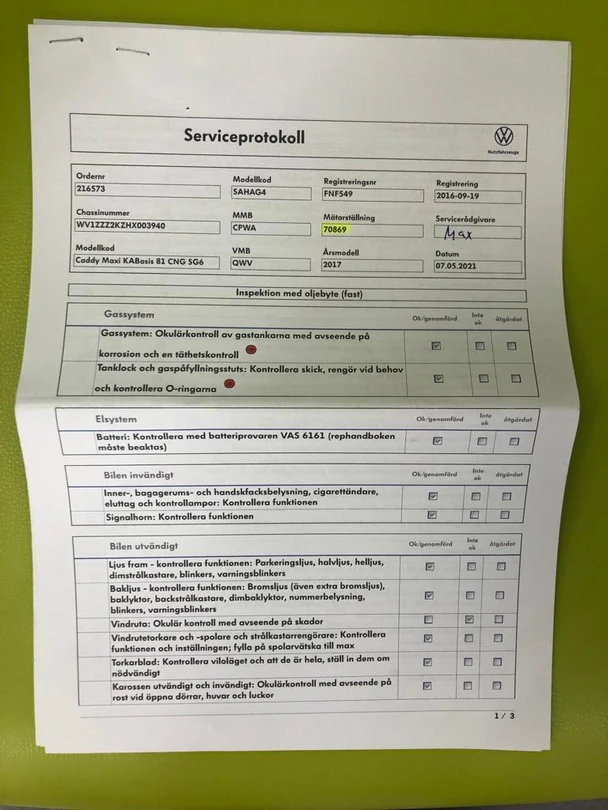 Serviceprotokoll
Nutzfahrzeuge
Ordernr
216573
Modellkod
SAHAG4
Registreringsnr
FNF549
Registrering
2016-09-19
Chassinummer
WV1ZZZ2KZHX003940
MMB
CPWA
Mätarställning
70869
Servicerådgivare
Max
Modellkod
Caddy Maxi KABasis 81 CNG SG6
VMB
QWV
Årsmodell
2017
Datum
07.05.2021
Inspektion med oljebyte (fast)
Gassystem
Ok/genomförd
Inte
ok
åtgärdat
Gassystem: Okulärkontroll av gastankarna med avseende på
korrosion och en täthetskontroll
Tanklock och gaspåfyllningsstuts: Kontrollera skick, rengör vid behov
och kontrollera O-ringarna
Elsystem
Ok/genomförd
Inte
ok
åtgärdat
Batteri: Kontrollera med batteriprovaren VAS 6161 (rephandboken
måste beaktas)
Bilen invändigt
Ok/genomförd
Inte
ok
åtgärdat
Inner-, bagagerums- och handskfacksbelysning, cigarettändare,
eluttag och kontrollampor: Kontrollera funktionen
Signalhorn: Kontrollera funktionen
Bilen utvändigt
Ok/genomförd
Inte
ok
åtgärdat
Ljus fram - kontrollera funktionen: Parkeringsljus, halvljus, helljus,
dimstrålkastare, blinkers, varningsblinkers
Bakljus - kontrollera funktionen: Bromsljus (även extra bromsljus),
baklyktor, backstrålkastare, dimbaklyktor, nummerbelysning,
blinkers, varningsblinkers
Vindruta: Okulär kontroll med avseende på skador
Vindrutetorkare och -spolare och strålkastarrengörare: Kontrollera
funktionen och inställningen; fylla på spolarvätska till max
Torkarblad: Kontrollera viloläget och att de är hela, ställ in dem om
nödvändigt
Karossen utvändigt och invändigt: Okulärkontroll med avseende på
rost vid öppna dörrar, huvar och luckor
1 / 3